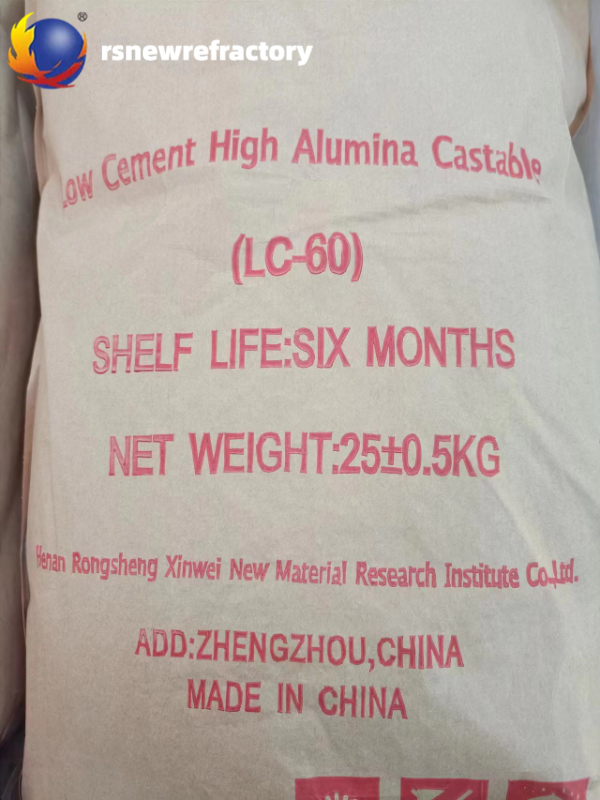 ®
rsnewrefractory
Low Cement High Alumina Castable
(LC-60)
SHELF LIFE:SIX MONTHS
NET WEIGHT:25±0.5KG
Henan Rongsheng Xinwei New Material Research Institute Co.,Ltd.
ADD:ZHENGZHOU,CHINA
MADE IN CHINA